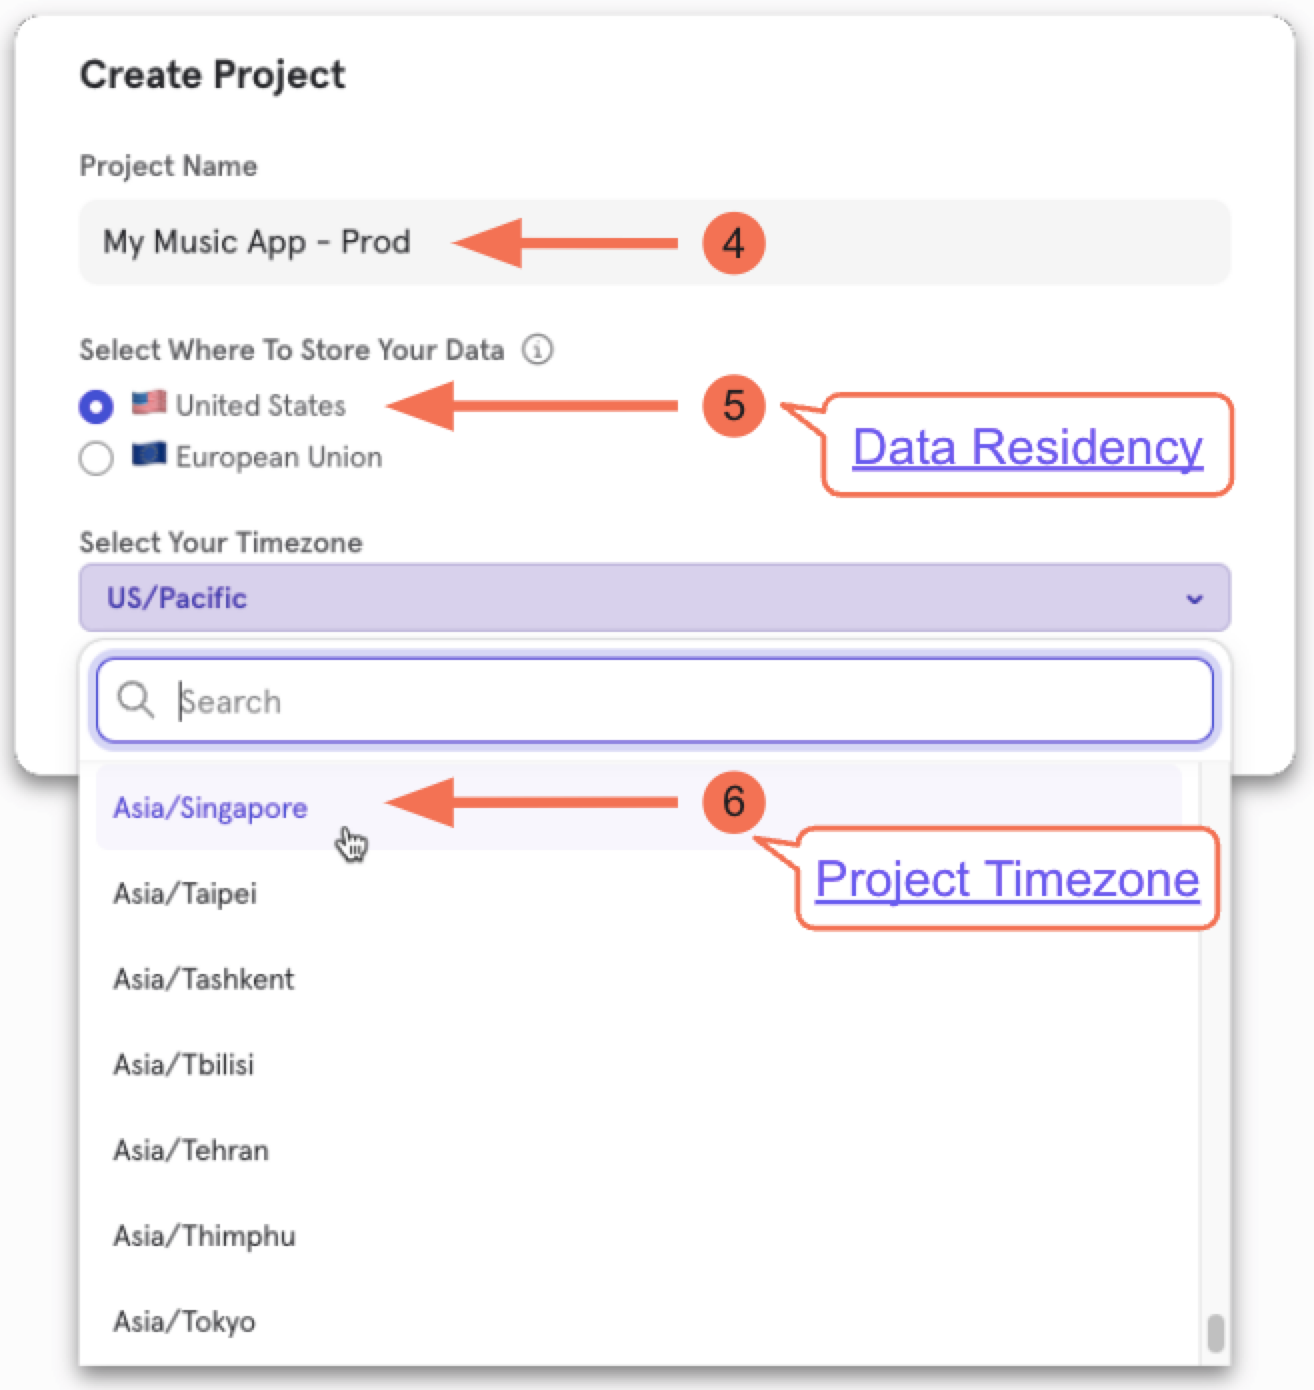 Create Project
Project Name
My Music App - Prod
4
Select Where To Store Your Data
United States
5
Data Residency
European Union
Select Your Timezone
US/Pacific
Search
Asia/Singapore
6
Project Timezone
Asia/Taipei
Asia/Tashkent
Asia/Tbilisi
Asia/Tehran
Asia/Thimphu
Asia/Tokyo